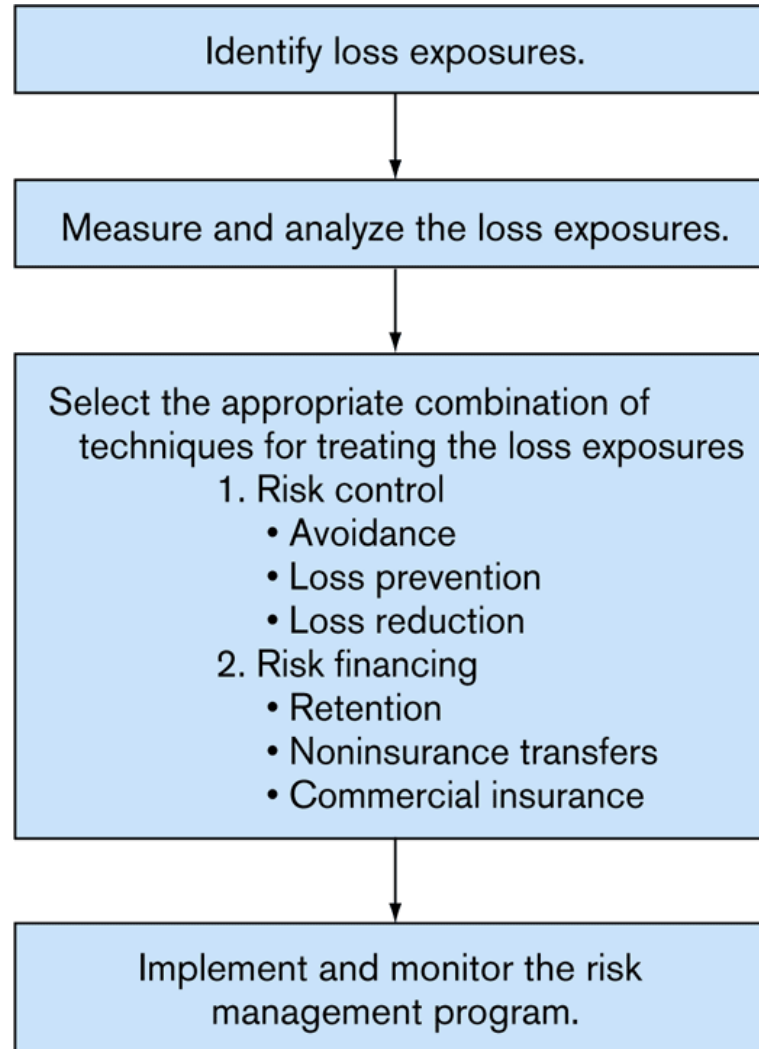 Identify loss exposures.
Measure and analyze the loss exposures.
Select the appropriate combination of
techniques for treating the loss exposures
1. Risk control
• Avoidance
• Loss prevention
• Loss reduction
2. Risk financing
• Retention
• Noninsurance transfers
• Commercial insurance
Implement and monitor the risk
management program.